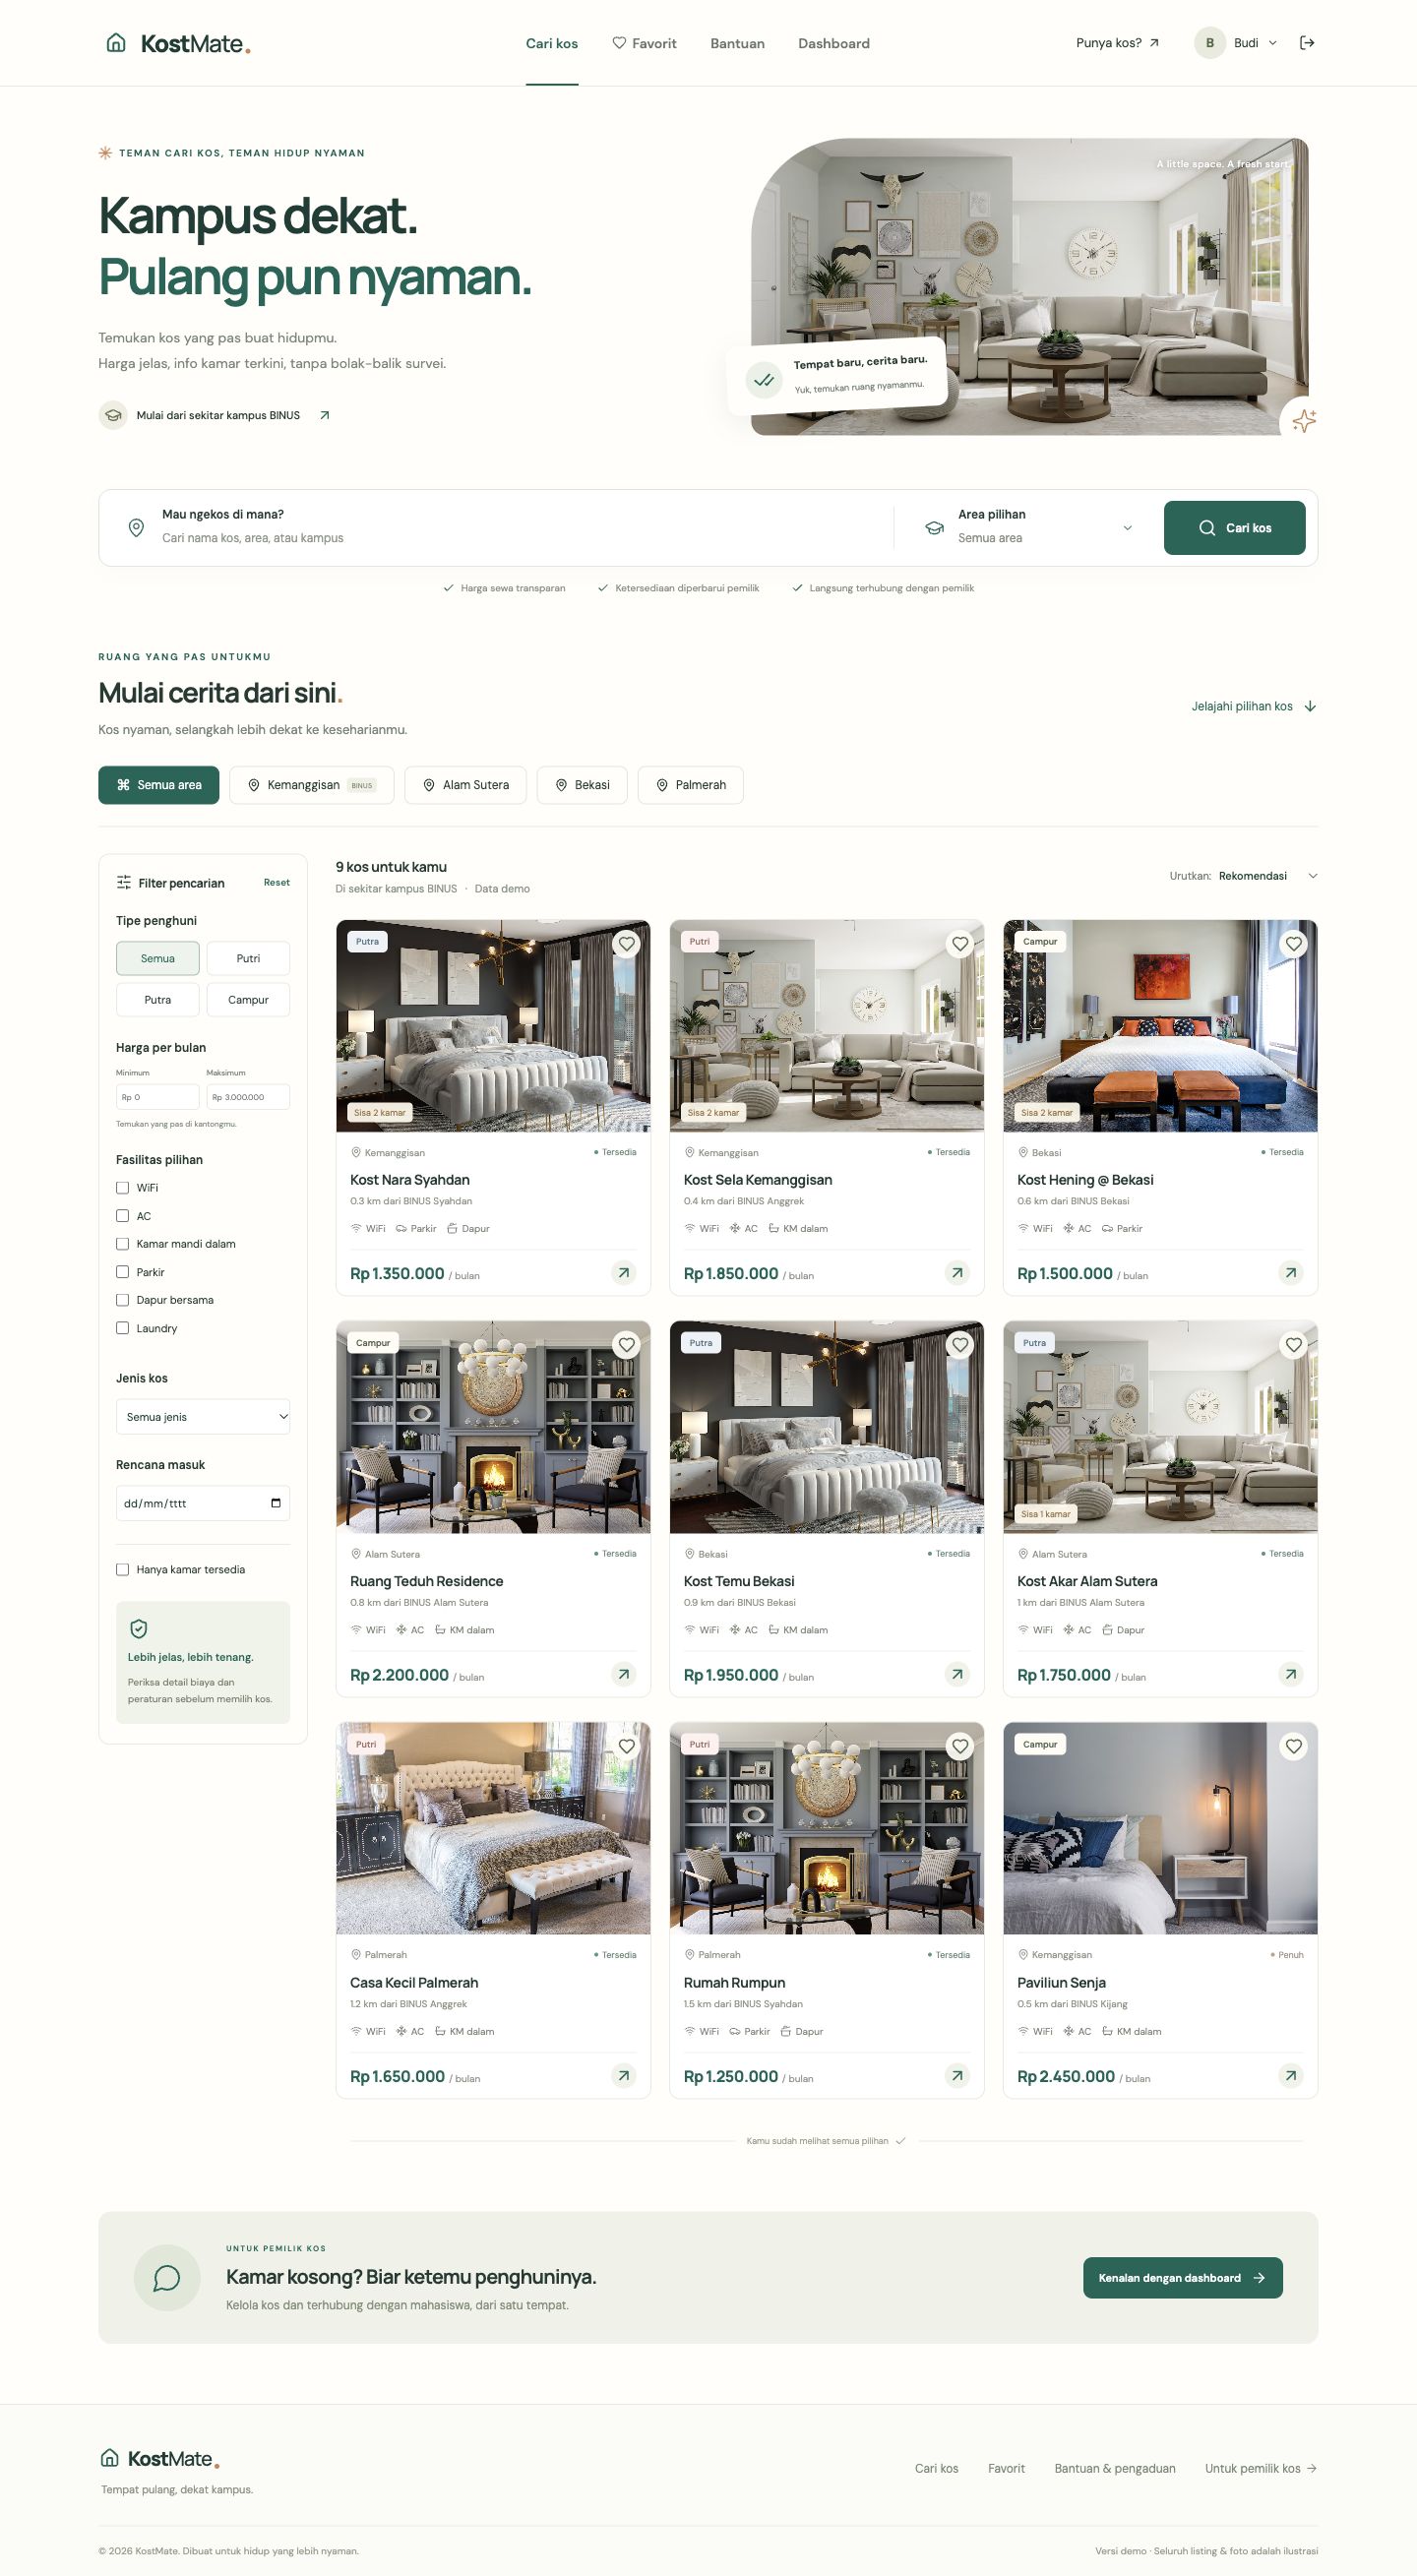 KostMate.
Cari kos
Favorit
Bantuan
Dashboard
Punya kos?
B
Budi
TEMAN CARI KOS, TEMAN HIDUP NYAMAN
Kampus dekat.
Pulang pun nyaman.
Temukan kos yang pas buat hidupmu.
Harga jelas, info kamar terkini, tanpa bolak-balik survei.
Mulai dari sekitar kampus BINUS
A little space. A fresh start.
Tempat baru, cerita baru.
Yuk, temukan ruang nyamanmu.
Mau ngekos di mana?
Cari nama kos, area, atau kampus
Area pilihan
Semua area
Cari kos
Harga sewa transparan
Ketersediaan diperbarui pemilik
Langsung terhubung dengan pemilik
RUANG YANG PAS UNTUKMU
Mulai cerita dari sini.
Kos nyaman, selangkah lebih dekat ke keseharianmu.
Jelajahi pilihan kos
Semua area
Kemanggisan BINUS
Alam Sutera
Bekasi
Palmerah
Filter pencarian
Reset
Tipe penghuni
Semua
Putri
Putra
Campur
Harga per bulan
Minimum
Maksimum
Rp 0
Rp 3.000.000
Temukan yang pas di kantongmu.
Fasilitas pilihan
WiFi
AC
Kamar mandi dalam
Parkir
Dapur bersama
Laundry
Jenis kos
Semua jenis
Rencana masuk
dd/mm/tttt
Hanya kamar tersedia
Lebih jelas, lebih tenang.
Periksa detail biaya dan
peraturan sebelum memilih kos.
9 kos untuk kamu
Di sekitar kampus BINUS · Data demo
Urutkan: Rekomendasi
Putra
Sisa 2 kamar
Kemanggisan
Tersedia
Kost Nara Syahdan
0.3 km dari BINUS Syahdan
WiFi Parkir Dapur
Rp 1.350.000 / bulan
Putri
Sisa 2 kamar
Kemanggisan
Tersedia
Kost Sela Kemanggisan
0.4 km dari BINUS Anggrek
WiFi AC KM dalam
Rp 1.850.000 / bulan
Campur
Sisa 2 kamar
Bekasi
Tersedia
Kost Hening @ Bekasi
0.6 km dari BINUS Bekasi
WiFi AC Parkir
Rp 1.500.000 / bulan
Campur
Alam Sutera
Tersedia
Ruang Teduh Residence
0.8 km dari BINUS Alam Sutera
WiFi AC KM dalam
Rp 2.200.000 / bulan
Putra
Bekasi
Tersedia
Kost Temu Bekasi
0.9 km dari BINUS Bekasi
WiFi AC KM dalam
Rp 1.950.000 / bulan
Putra
Sisa 1 kamar
Alam Sutera
Tersedia
Kost Akar Alam Sutera
1 km dari BINUS Alam Sutera
WiFi AC Dapur
Rp 1.750.000 / bulan
Putri
Palmerah
Tersedia
Casa Kecil Palmerah
1.2 km dari BINUS Anggrek
WiFi AC KM dalam
Rp 1.650.000 / bulan
Putri
Palmerah
Tersedia
Rumah Rumpun
1.5 km dari BINUS Syahdan
WiFi Parkir Dapur
Rp 1.250.000 / bulan
Campur
Kemanggisan
Penuh
Paviliun Senja
0.5 km dari BINUS Kijang
WiFi AC KM dalam
Rp 2.450.000 / bulan
Kamu sudah melihat semua pilihan
UNTUK PEMILIK KOS
Kamar kosong? Biar ketemu penghuninya.
Kelola kos dan terhubung dengan mahasiswa, dari satu tempat.
Kenalan dengan dashboard
KostMate.
Tempat pulang, dekat kampus.
Cari kos
Favorit
Bantuan & pengaduan
Untuk pemilik kos
© 2026 KostMate. Dibuat untuk hidup yang lebih nyaman.
Versi demo · Seluruh listing & foto adalah ilustrasi